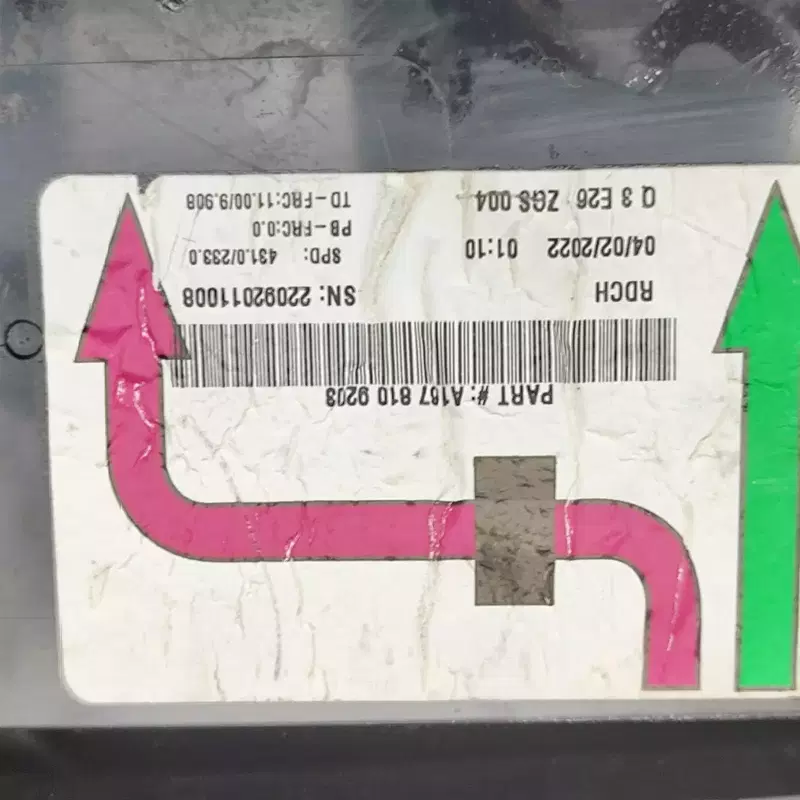 PART #: A167 810 9203
RDCH SN: 22092011008
04/02/2022 01:10 SPD: 431.0/233.0
PB-FRC:0.0
Q 3 E26 ZGS 004 TD-FRC:11.00/9.908